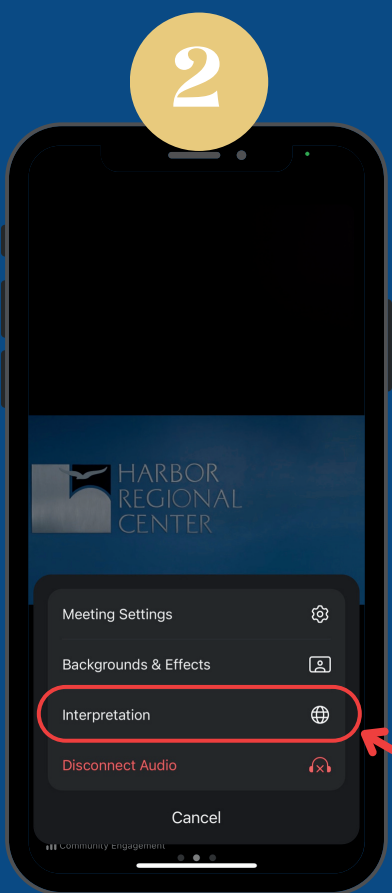 2
HARBOR
REGIONAL
CENTER
Meeting Settings
Backgrounds & Effects
Interpretation
Disconnect Audio
Cancel
Community Engagement